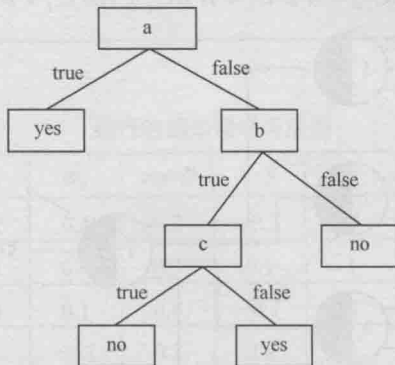 a
true false
yes b
true false
c no
true false
no yes